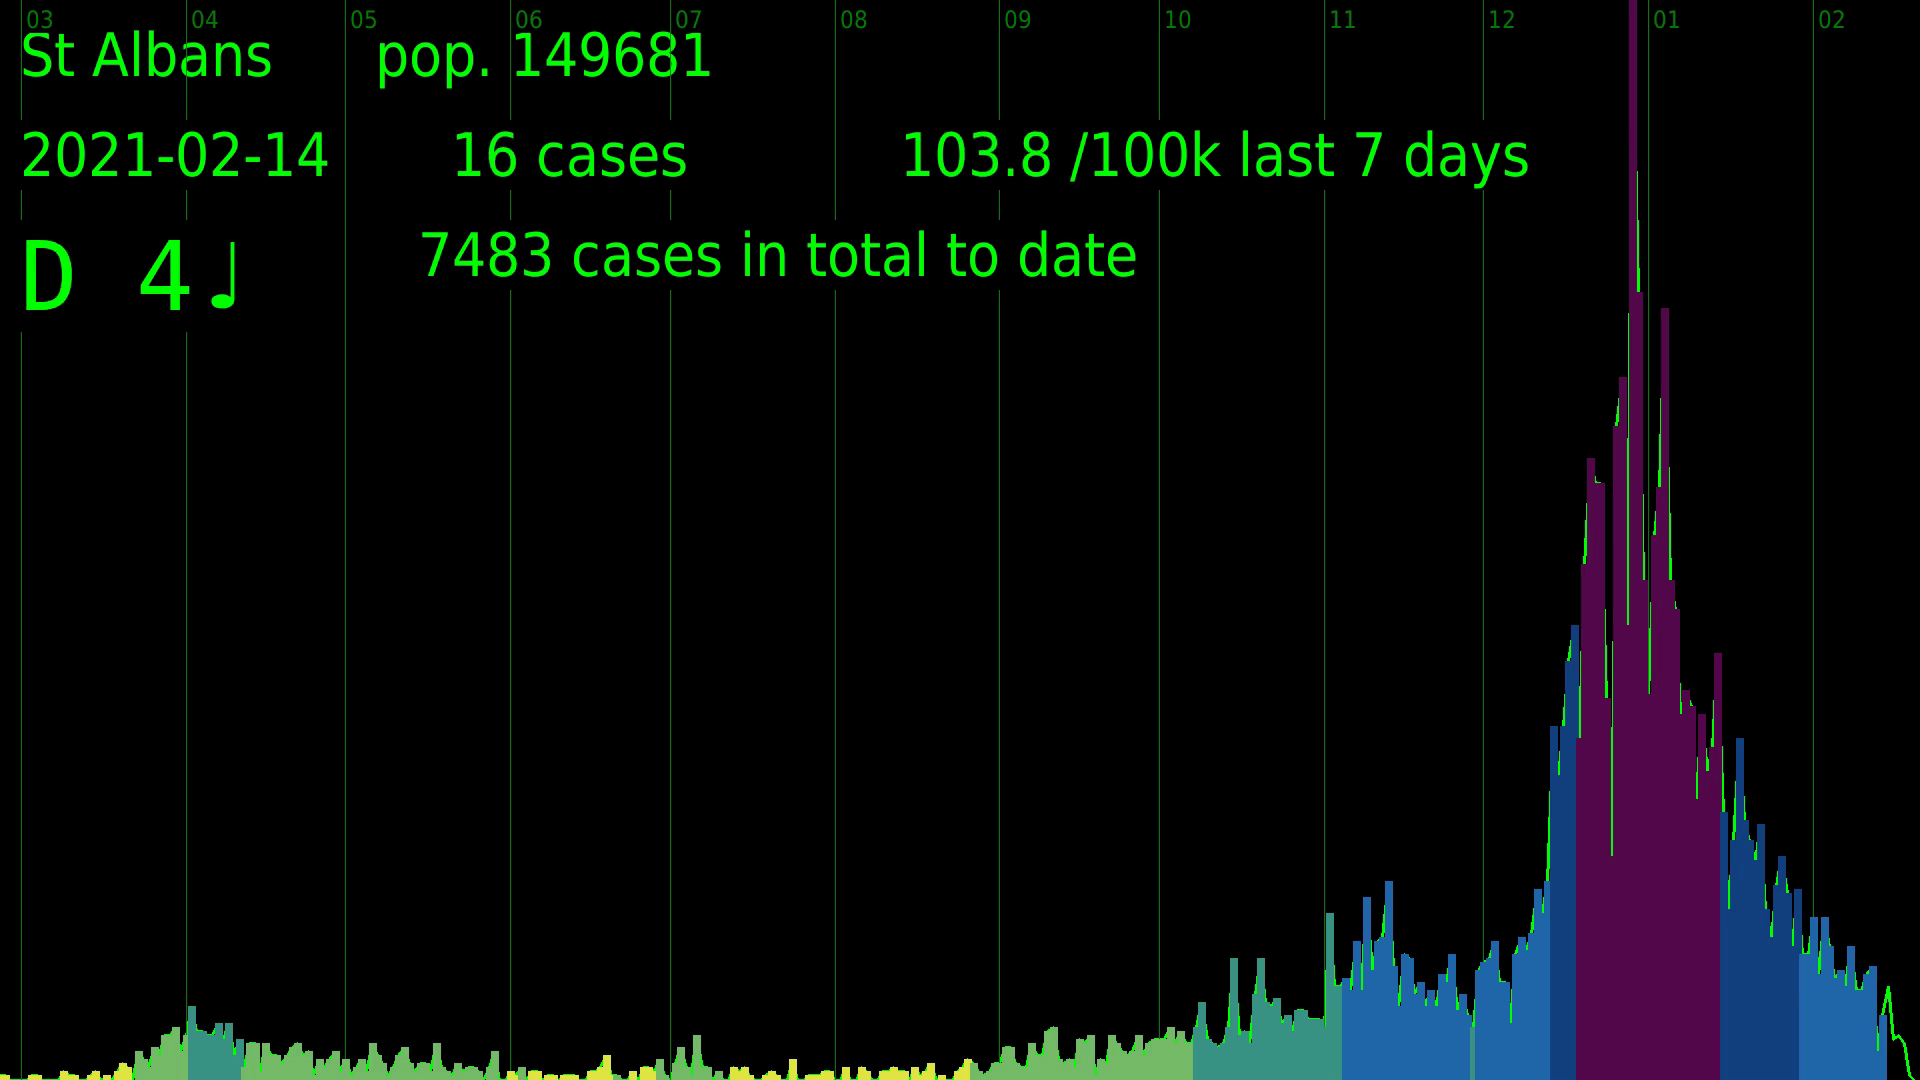 03 04 05 06 07 08 09 10 11 12 01 02
St Albans pop. 149681
2021-02-14 16 cases 103.8 /100k last 7 days
D 4♩ 7483 cases in total to date